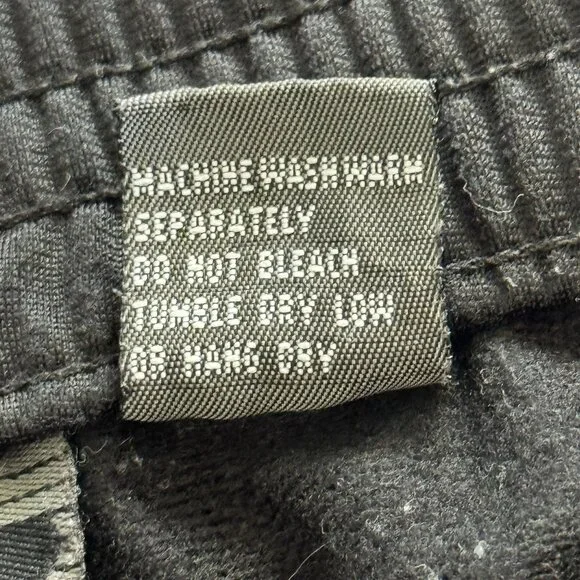 MACHINE WASH WARM
SEPARATELY
DO NOT BLEACH
TUMBLE DRY LOW
OR HANG DRY